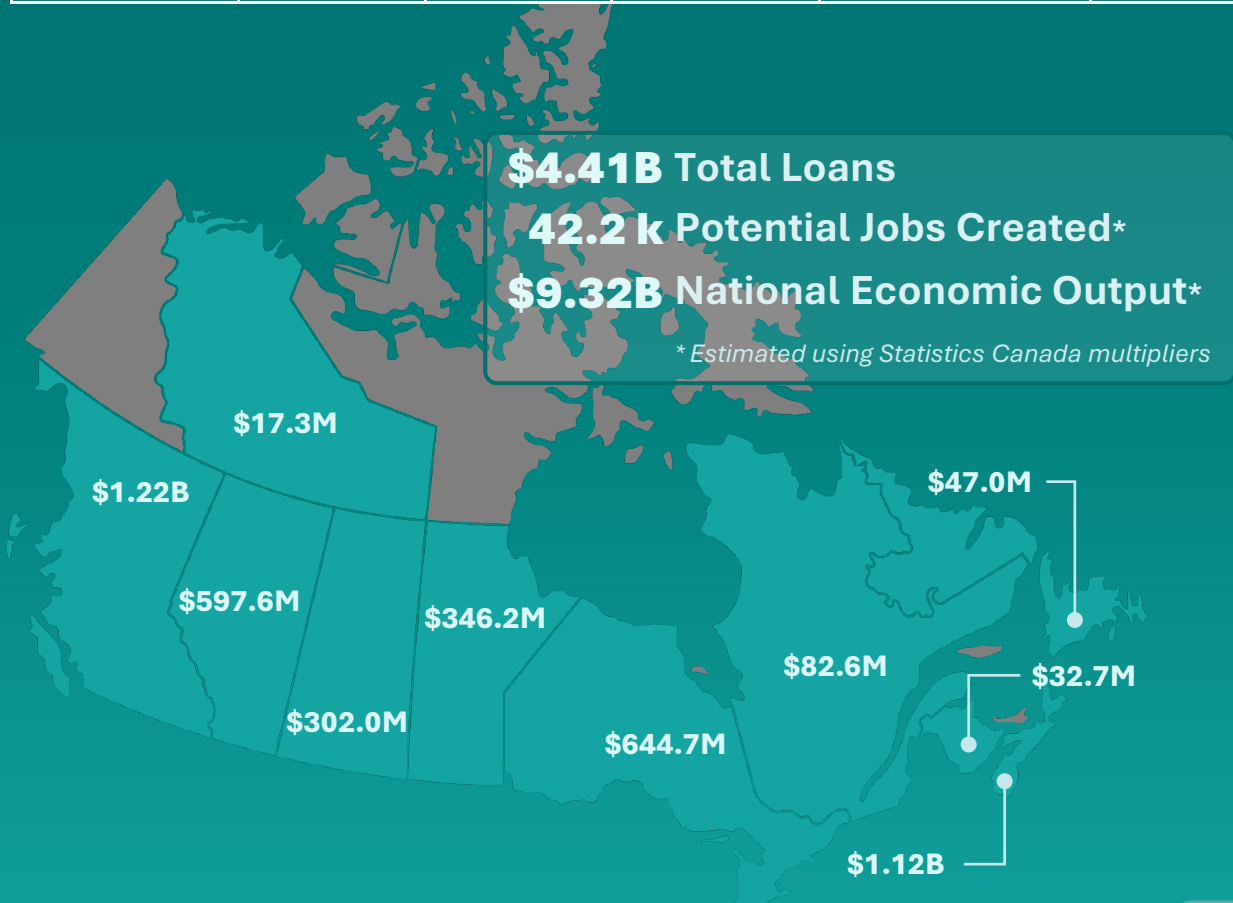 $4.41B Total Loans
42.2 k Potential Jobs Created*
$9.32B National Economic Output*
* Estimated using Statistics Canada multipliers
$17.3M
$1.22B
$47.0M
$597.6M
$346.2M
$82.6M
$32.7M
$302.0M
$644.7M
$1.12B